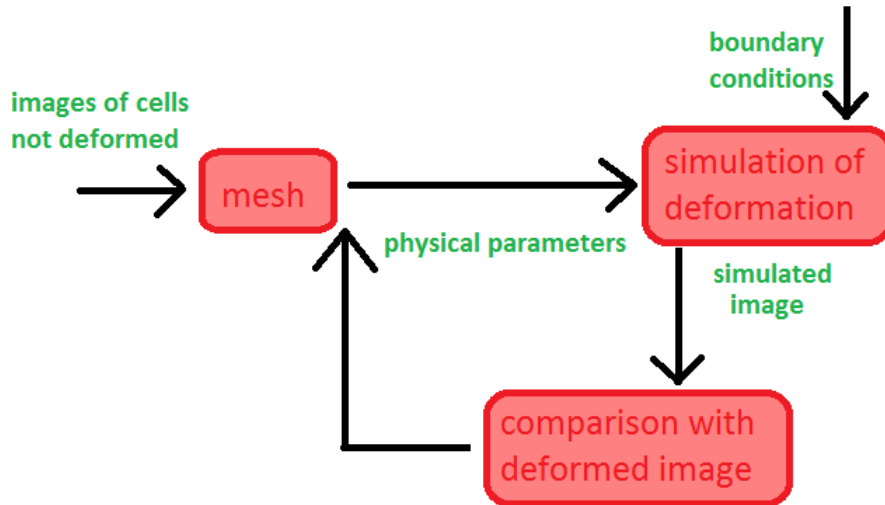 images of cells
not deformed
mesh
physical parameters
boundary
conditions
simulation of
deformation
simulated
image
comparison with
deformed image